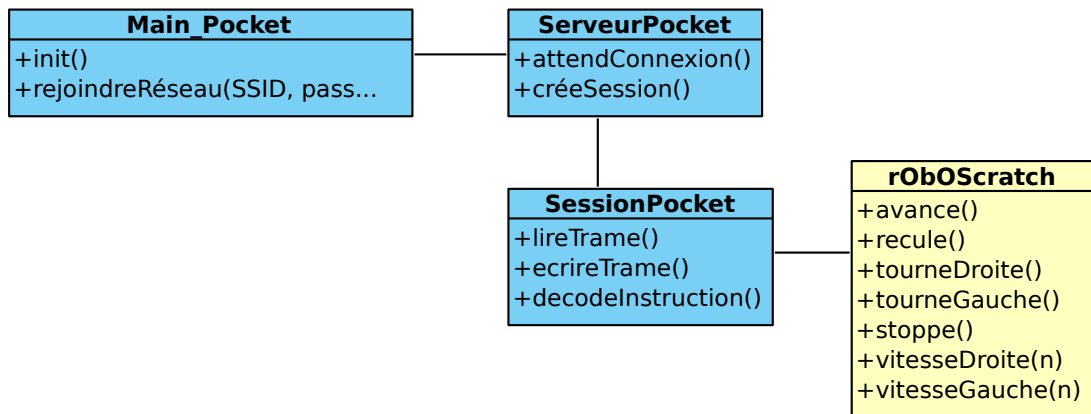 Main_Pocket
+init()
+rejoindreRéseau(SSID, pass...
ServeurPocket
+attendConnexion()
+créeSession()
SessionPocket
+lireTrame()
+ecrireTrame()
+decodeInstruction()
rObOScratch
+avance()
+recule()
+tourneDroite()
+tourneGauche()
+stoppe()
+vitesseDroite(n)
+vitesseGauche(n)